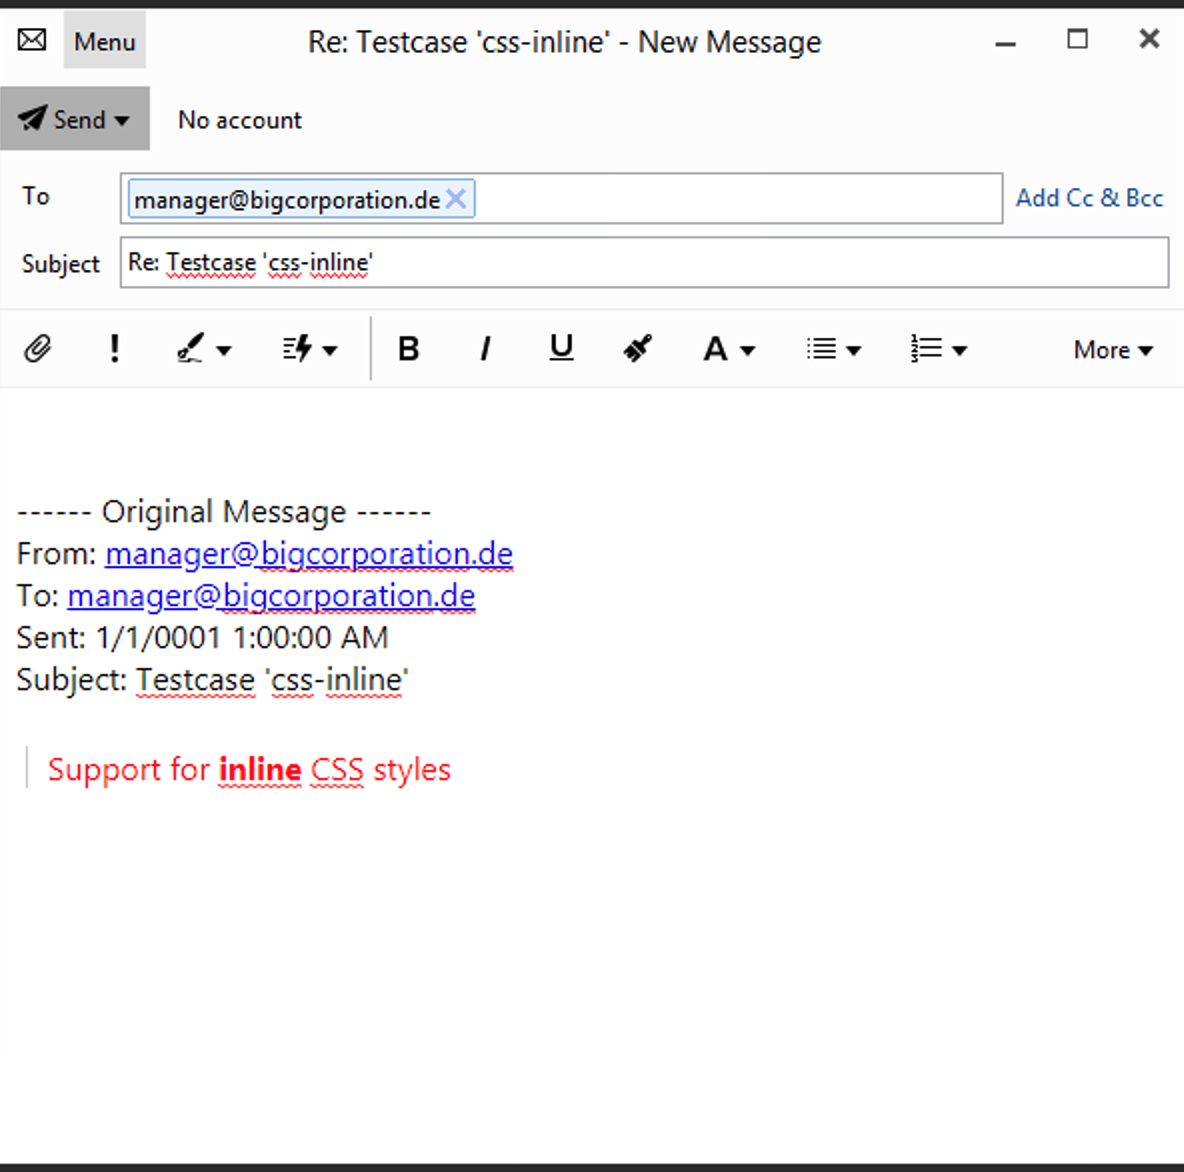 Menu
Re: Testcase 'css-inline' - New Message
Send
No account
To
manager@bigcorporation.de
Add Cc & Bcc
Subject
Re: Testcase 'css-inline'
! B I U A More
------ Original Message ------
From: manager@bigcorporation.de
To: manager@bigcorporation.de
Sent: 1/1/0001 1:00:00 AM
Subject: Testcase 'css-inline'
Support for inline CSS styles